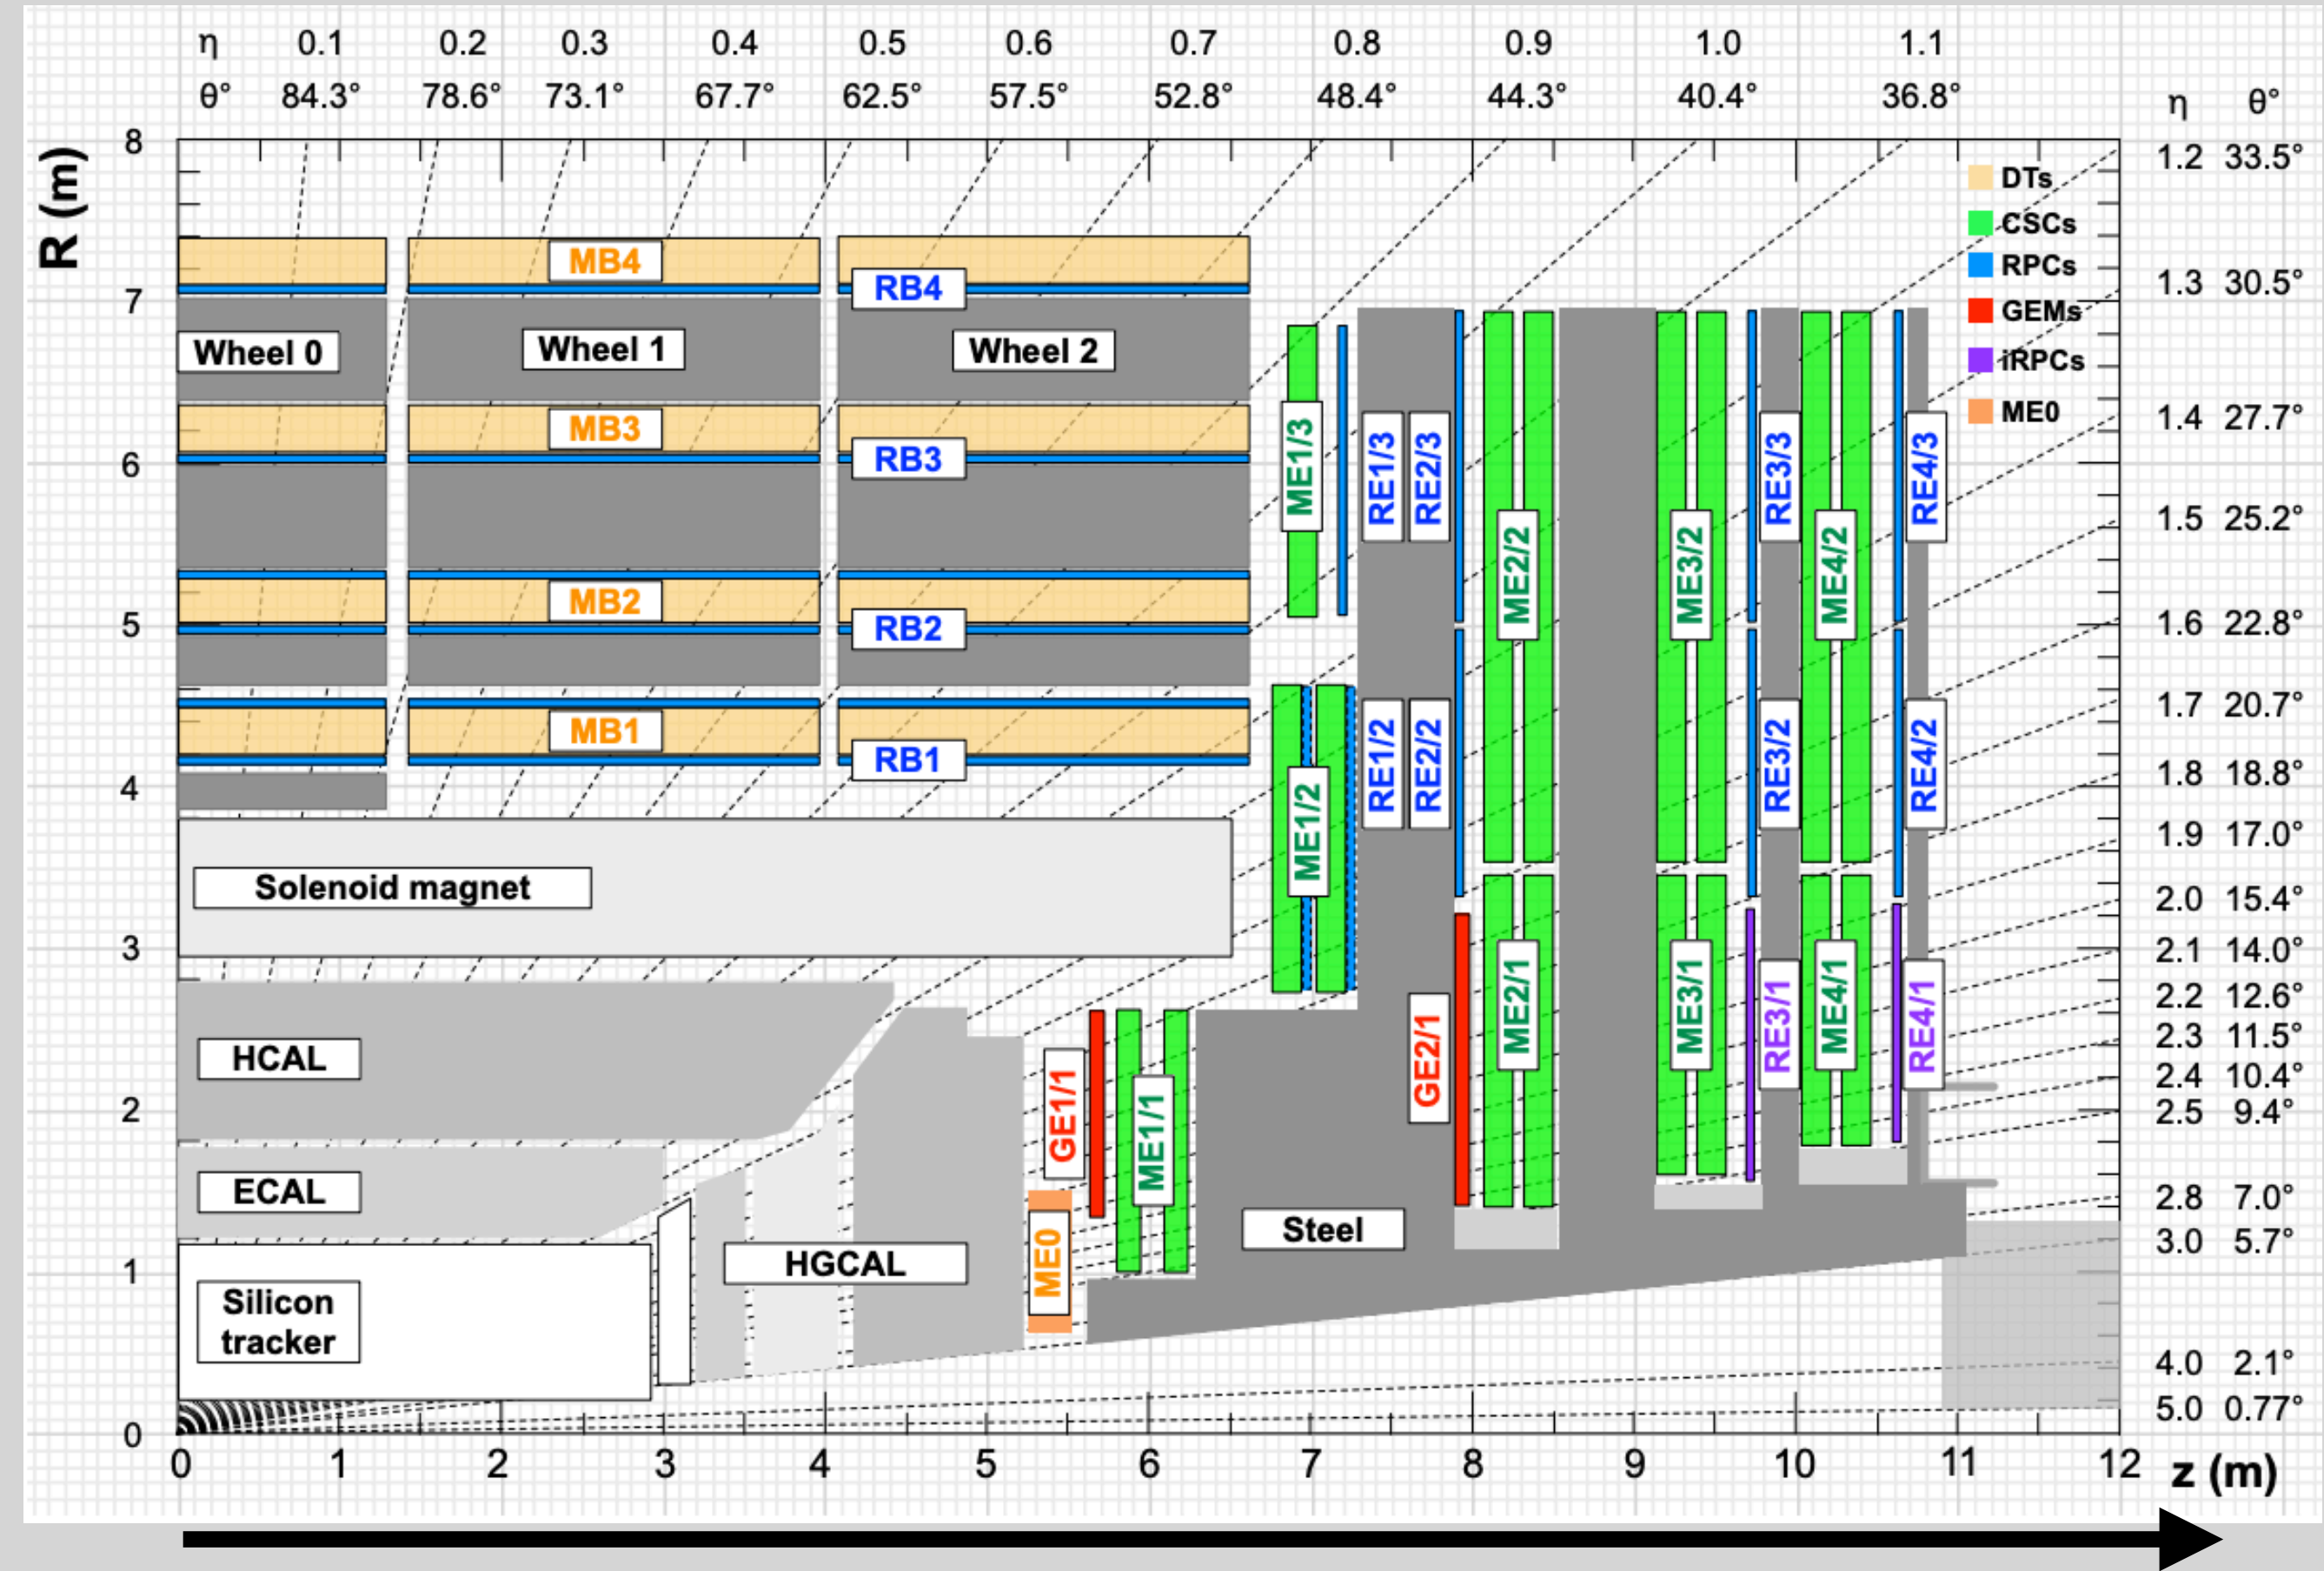 η 0.1 0.2 0.3 0.4 0.5 0.6 0.7 0.8 0.9 1.0 1.1
θ° 84.3° 78.6° 73.1° 67.7° 62.5° 57.5° 52.8° 48.4° 44.3° 40.4° 36.8° η θ°
R (m)
8
7
6
5
4
3
2
1
0
1.2 33.5°
1.3 30.5°
1.4 27.7°
1.5 25.2°
1.6 22.8°
1.7 20.7°
1.8 18.8°
1.9 17.0°
2.0 15.4°
2.1 14.0°
2.2 12.6°
2.3 11.5°
2.4 10.4°
2.5 9.4°
2.8 7.0°
3.0 5.7°
4.0 2.1°
5.0 0.77°
DTs
CSCs
RPCs
GEMs
iRPCs
ME0
MB4
RB4
Wheel 0
Wheel 1
Wheel 2
MB3
RB3
MB2
RB2
MB1
RB1
ME1/3
RE1/3
RE2/3
ME2/2
ME3/2
RE3/3
ME4/2
RE4/3
ME1/2
RE1/2
RE2/2
RE3/2
RE4/2
Solenoid magnet
HCAL
ECAL
Silicon
tracker
HGCAL
GE1/1
ME0
ME1/1
Steel
GE2/1
ME2/1
ME3/1
RE3/1
ME4/1
RE4/1
0 1 2 3 4 5 6 7 8 9 10 11 12
z (m)